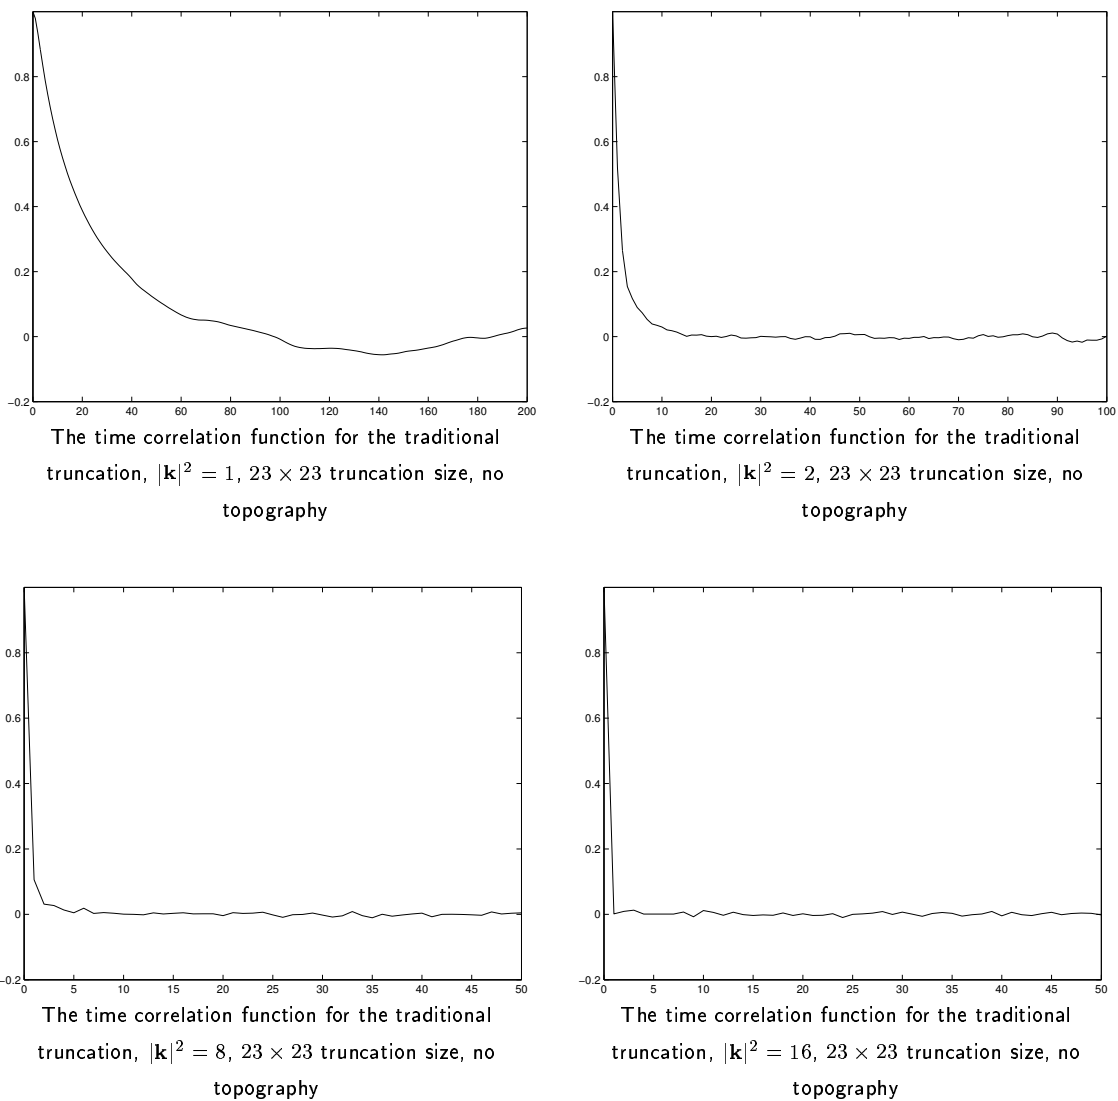 0.8
0.6
0.4
0.2
0
−0.2
0 20 40 60 80 100 120 140 160 180 200
The time correlation function for the traditional
truncation, |k|² = 1, 23 × 23 truncation size, no
topography
0.8
0.6
0.4
0.2
0
−0.2
0 10 20 30 40 50 60 70 80 90 100
The time correlation function for the traditional
truncation, |k|² = 2, 23 × 23 truncation size, no
topography
0.8
0.6
0.4
0.2
0
−0.2
0 5 10 15 20 25 30 35 40 45 50
The time correlation function for the traditional
truncation, |k|² = 8, 23 × 23 truncation size, no
topography
0.8
0.6
0.4
0.2
0
−0.2
0 5 10 15 20 25 30 35 40 45 50
The time correlation function for the traditional
truncation, |k|² = 16, 23 × 23 truncation size, no
topography